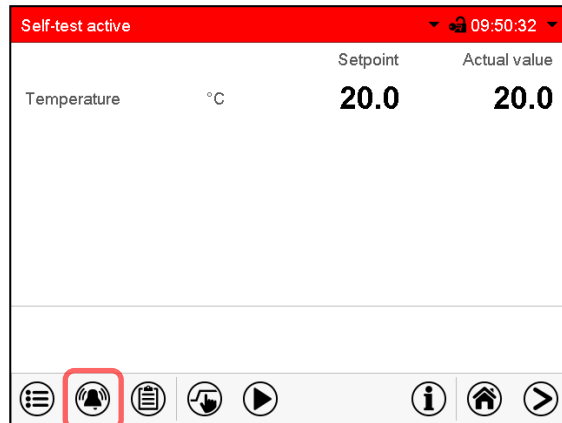 Self-test active 09:50:32
Setpoint Actual value
Temperature °C 20.0 20.0